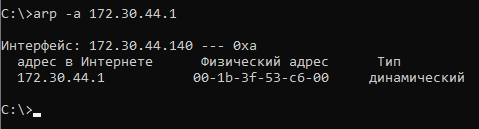 C:\>arp -a 172.30.44.1
Интерфейс: 172.30.44.140 --- 0xa
адрес в Интернете Физический адрес Тип
172.30.44.1 00-1b-3f-53-c6-00 динамический
C:\>